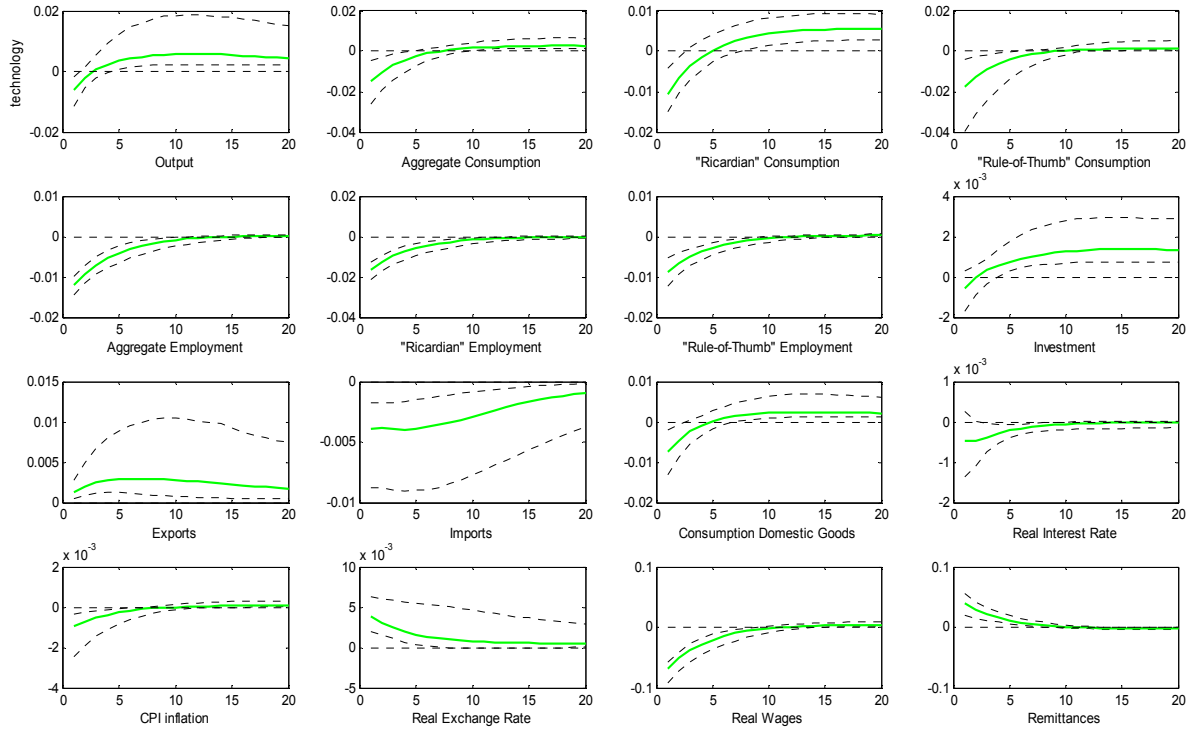 technology
0.02 0.02 0.01 0.02
0 0 0 0
-0.02 -0.02 -0.01 -0.02
-0.04 -0.02 -0.04
0 5 10 15 20 0 5 10 15 20 0 5 10 15 20 0 5 10 15 20
Output Aggregate Consumption "Ricardian" Consumption "Rule-of-Thumb" Consumption
x 10⁻³
0.01 0.02 0.01 4
0 0 0 2
-0.01 -0.02 -0.01 0
-0.02 -0.04 -0.02 -2
0 5 10 15 20 0 5 10 15 20 0 5 10 15 20 0 5 10 15 20
Aggregate Employment "Ricardian" Employment "Rule-of-Thumb" Employment Investment
x 10⁻³
0.015 0 0.01 1
0.01 -0.005 0 0
0.005 -0.01 -0.01 -1
0 -0.02 -2
0 5 10 15 20 0 5 10 15 20 0 5 10 15 20 0 5 10 15 20
Exports Imports Consumption Domestic Goods Real Interest Rate
x 10⁻³ x 10⁻³
2 10 0.1 0.1
0 5 0 0
-2 0 -0.1 -0.1
-4 -5
0 5 10 15 20 0 5 10 15 20 0 5 10 15 20 0 5 10 15 20
CPI inflation Real Exchange Rate Real Wages Remittances